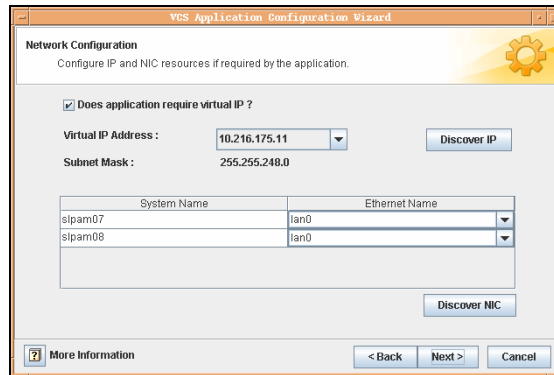 VCS Application Configuration Wizard
Network Configuration
Configure IP and NIC resources if required by the application.
Does application require virtual IP ?
Virtual IP Address : 10.216.175.11 Discover IP
Subnet Mask : 255.255.248.0
System Name Ethernet Name
slpam07 lan0
slpam08 lan0
Discover NIC
? More Information < Back Next > Cancel